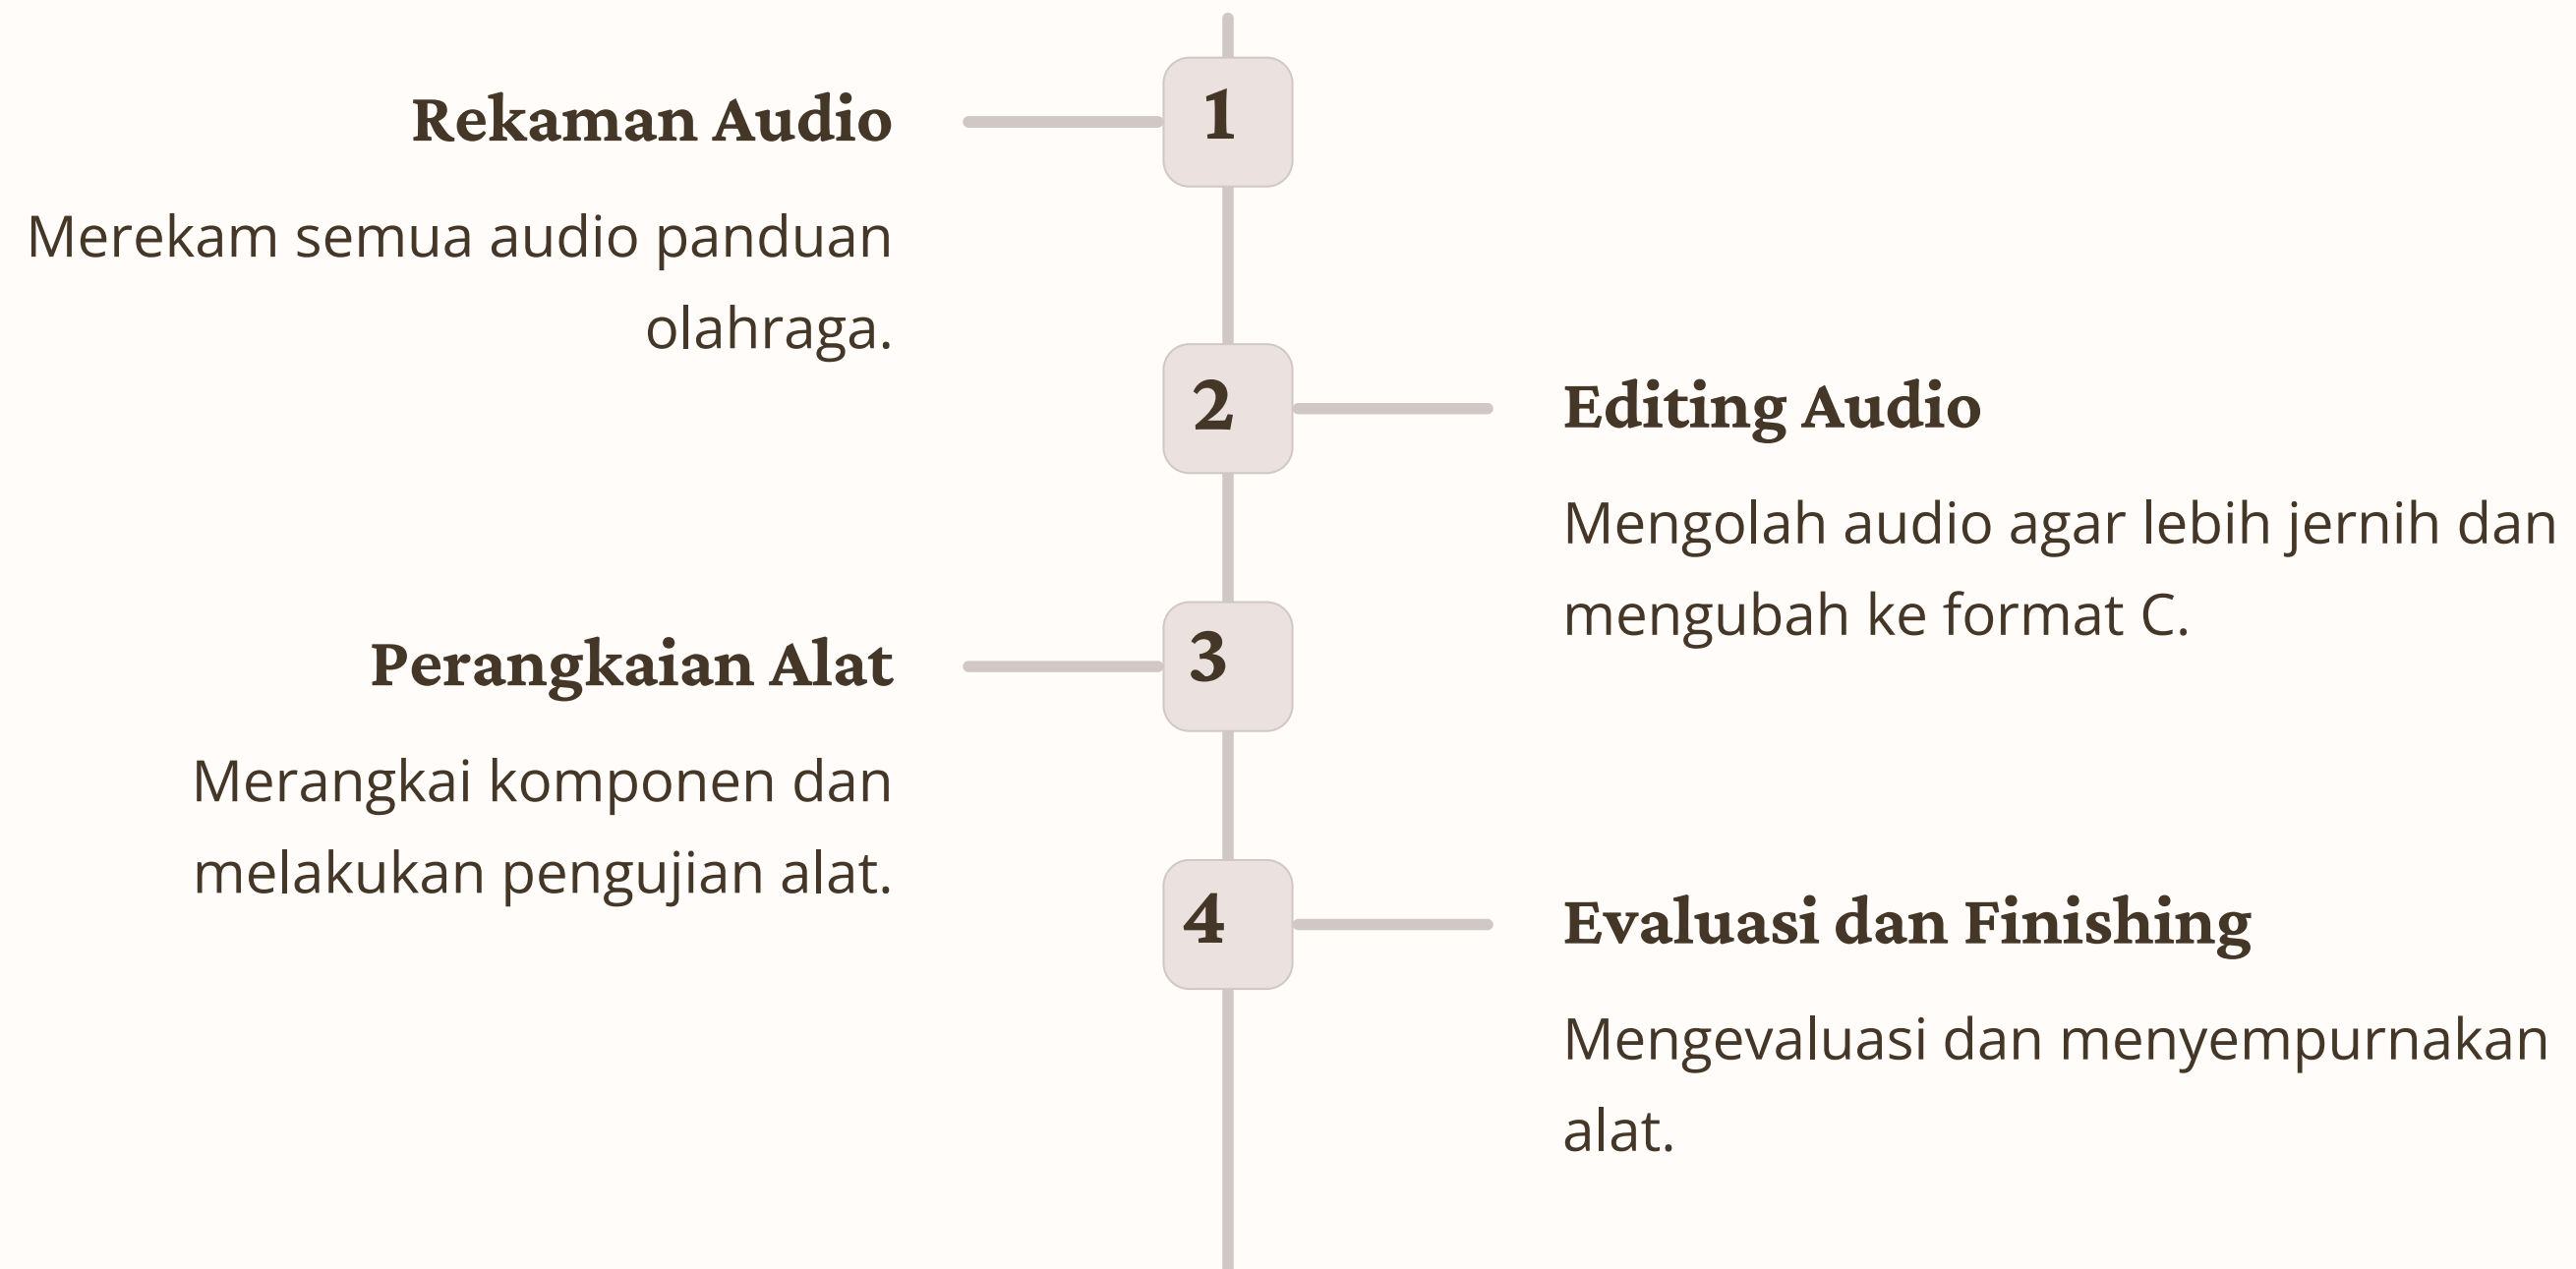 1
Rekaman Audio
Merekam semua audio panduan
olahraga.
2
Editing Audio
Mengolah audio agar lebih jernih dan
mengubah ke format C.
3
Perangkaian Alat
Merangkai komponen dan
melakukan pengujian alat.
4
Evaluasi dan Finishing
Mengevaluasi dan menyempurnakan
alat.